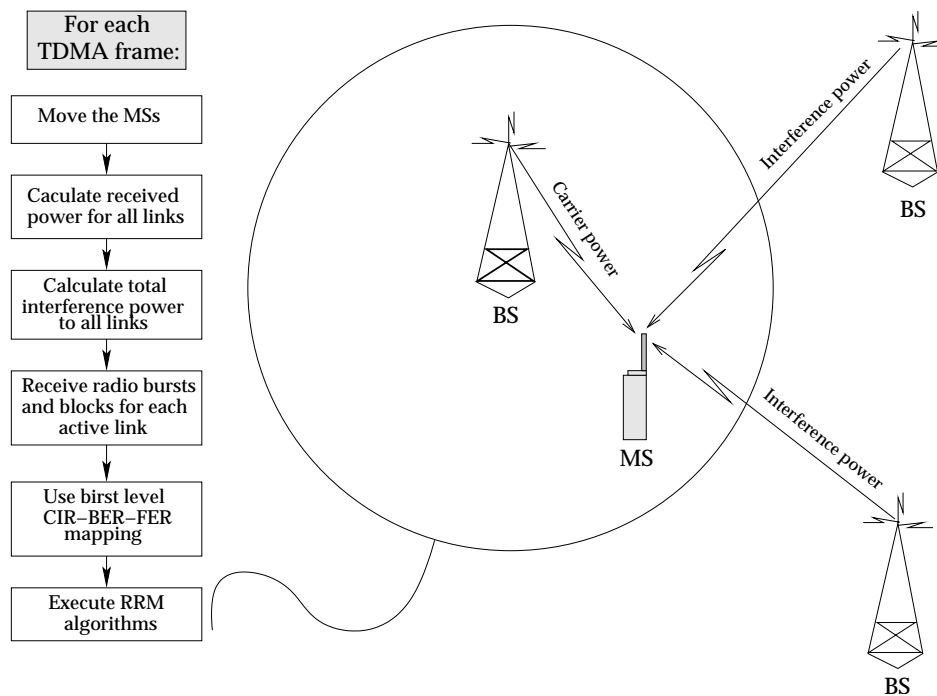 For each
TDMA frame:
Move the MSs
Caculate received
power for all links
Calculate total
interference power
to all links
Receive radio bursts
and blocks for each
active link
Use birst level
CIR−BER−FER
mapping
Execute RRM
algorithms
BS
Carrier power
Interference power
BS
MS
Interference power
BS